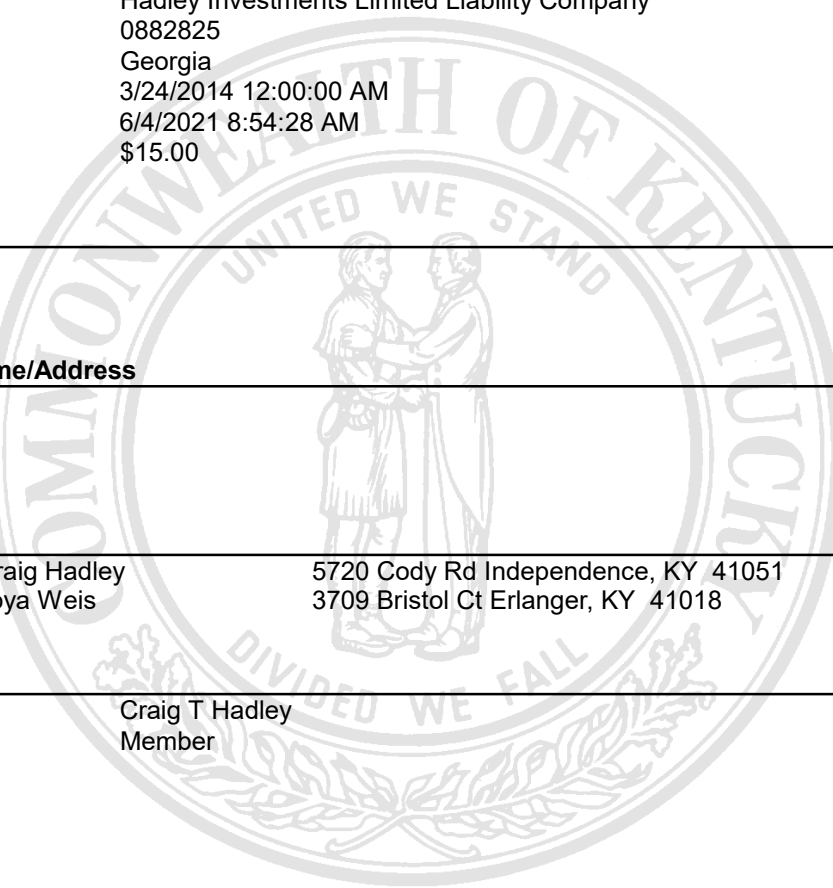 Hadley Investments Limited Liability Company
0882825
Georgia
3/24/2014 12:00:00 AM
6/4/2021 8:54:28 AM
$15.00
COMMONWEALTH OF KENTUCKY
UNITED WE STAND
me/Address
raig Hadley 5720 Cody Rd Independence, KY 41051
oya Weis 3709 Bristol Ct Erlanger, KY 41018
DIVIDED WE FALL
Craig T Hadley
Member